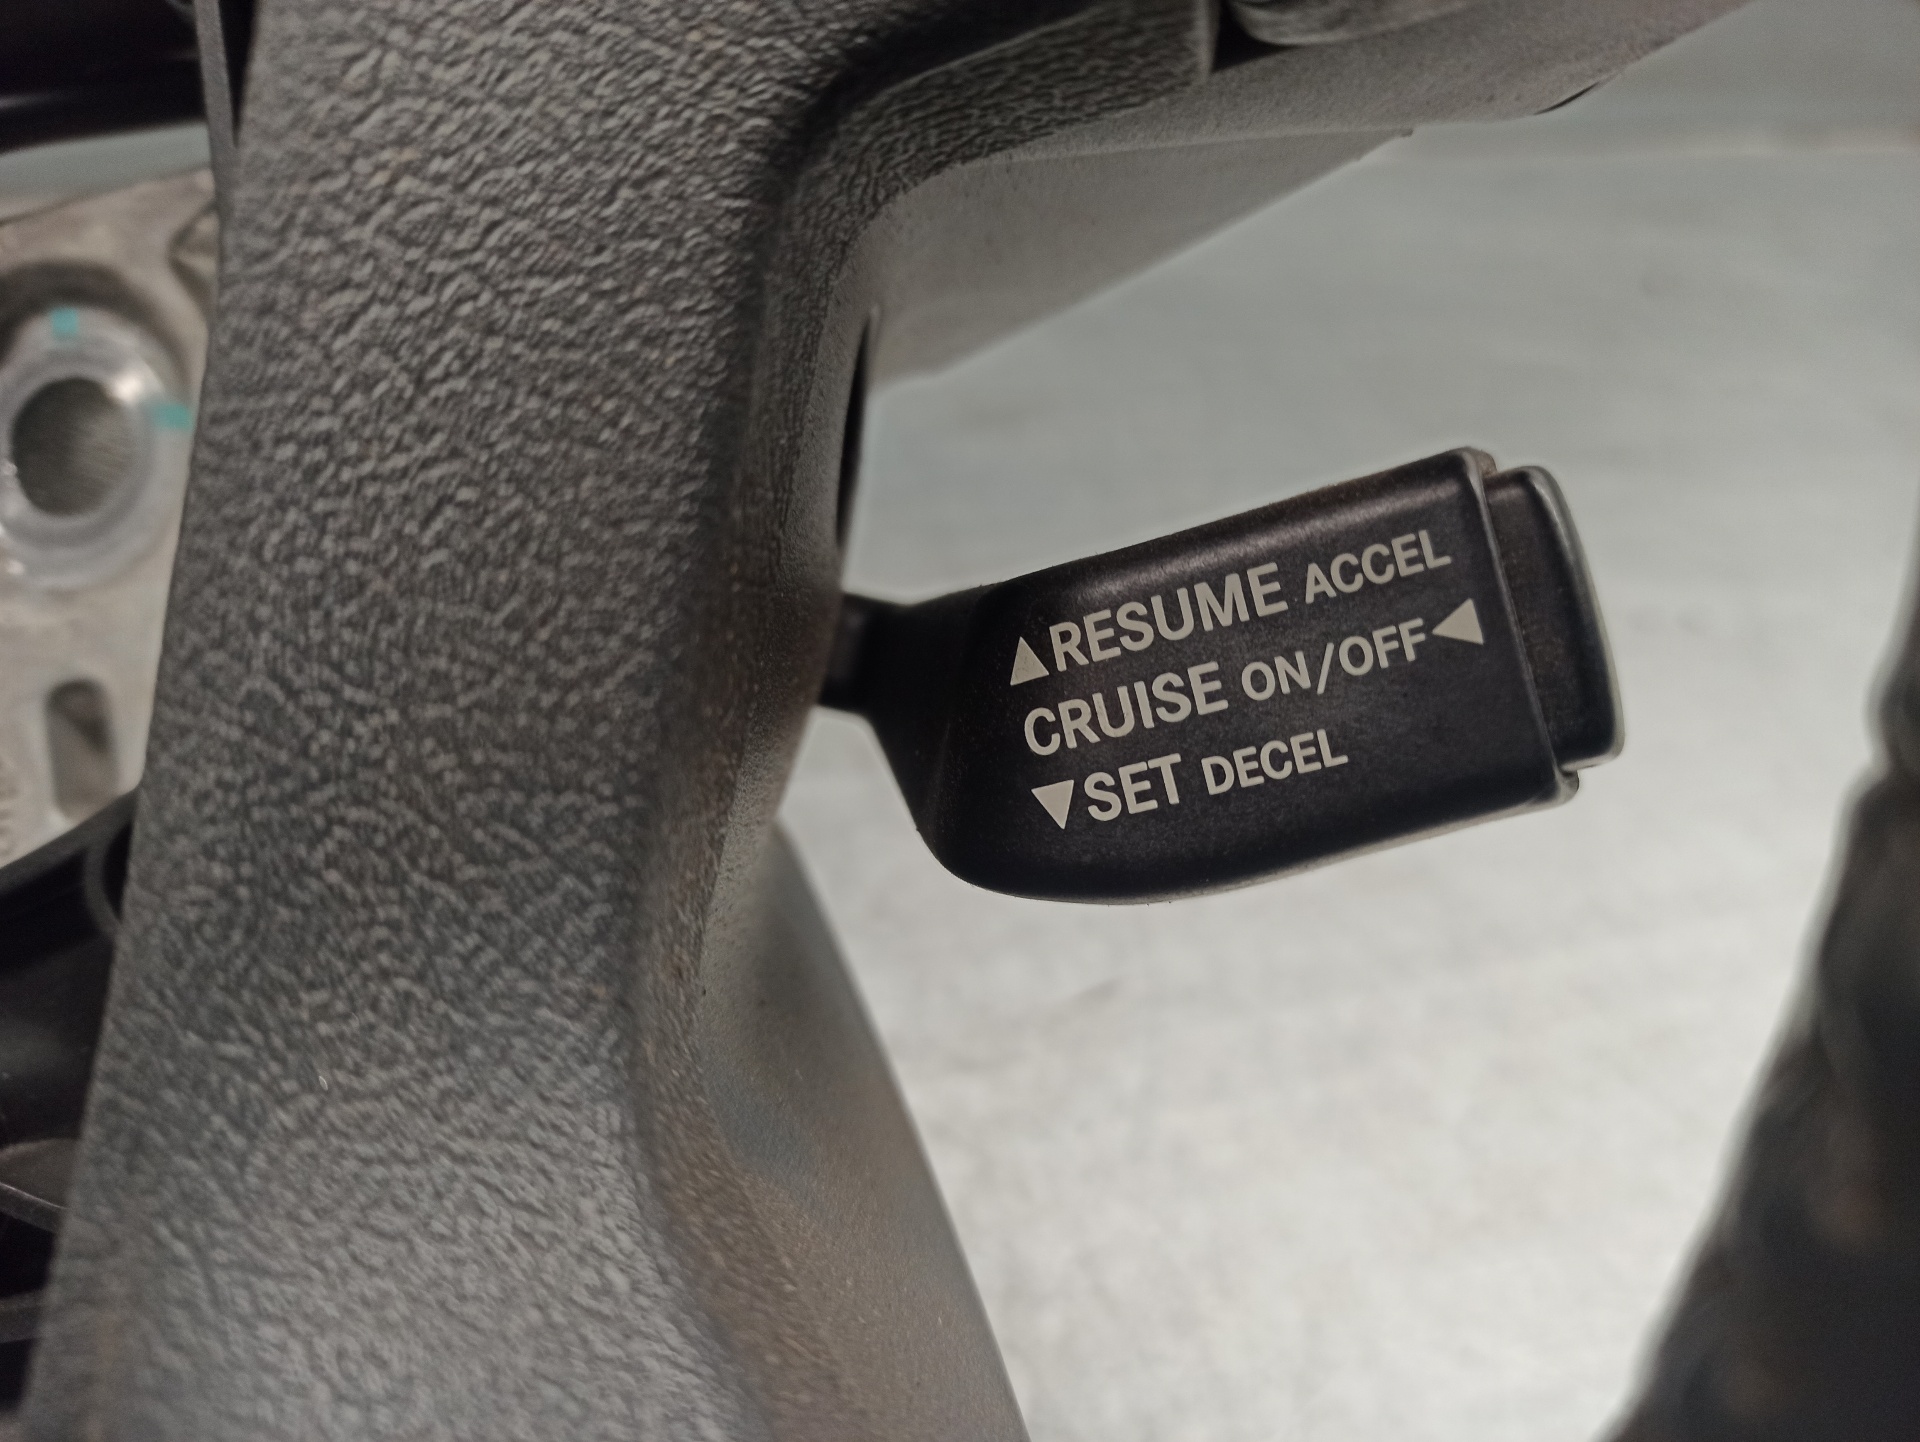 ▲RESUME ACCEL
CRUISE ON/OFF◀
▼SET DECEL